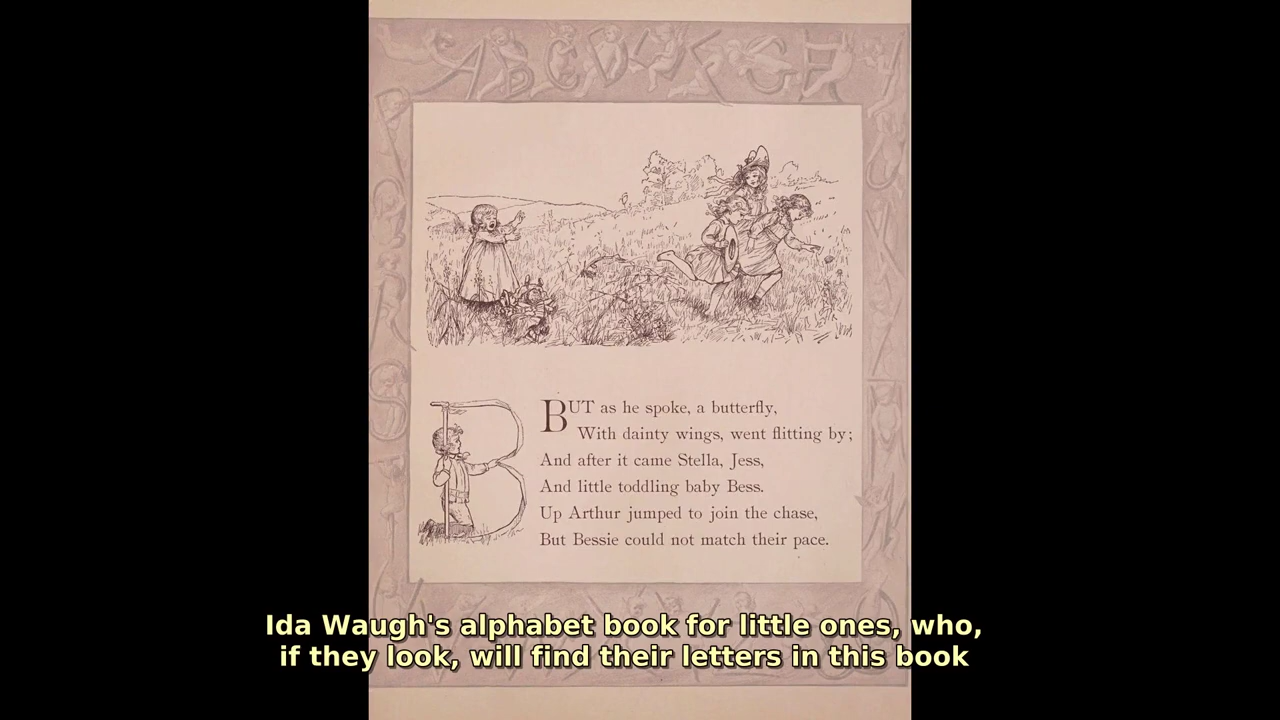 A B C D E F G H
BUT as he spoke, a butterfly,
With dainty wings, went flitting by;
And after it came Stella, Jess,
And little toddling baby Bess.
Up Arthur jumped to join the chase,
But Bessie could not match their pace.
Ida Waugh's alphabet book for little ones, who,
if they look, will find their letters in this book